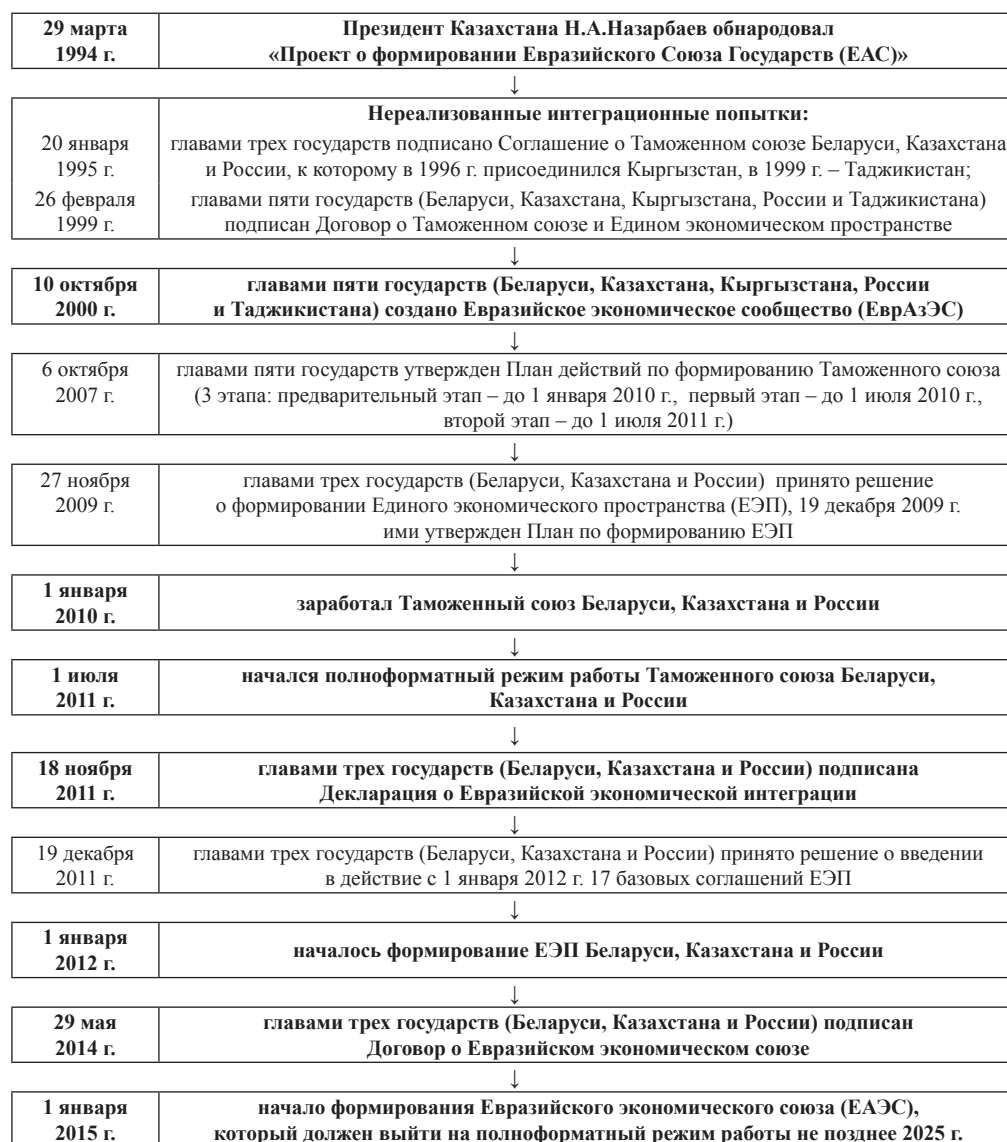 29 марта
1994 г.
Президент Казахстана Н.А.Назарбаев обнародовал
«Проект о формировании Евразийского Союза Государств (ЕАС)»
↓
Нереализованные интеграционные попытки:
20 января
1995 г.
главами трех государств подписано Соглашение о Таможенном союзе Беларуси, Казахстана
и России, к которому в 1996 г. присоединился Кыргызстан, в 1999 г. – Таджикистан;
26 февраля
1999 г.
главами пяти государств (Беларуси, Казахстана, Кыргызстана, России и Таджикистана)
подписан Договор о Таможенном союзе и Едином экономическом пространстве
↓
10 октября
2000 г.
главами пяти государств (Беларуси, Казахстана, Кыргызстана, России
и Таджикистана) создано Евразийское экономическое сообщество (ЕврАзЭС)
↓
6 октября
2007 г.
главами пяти государств утвержден План действий по формированию Таможенного союза
(3 этапа: предварительный этап – до 1 января 2010 г., первый этап – до 1 июля 2010 г.,
второй этап – до 1 июля 2011 г.)
↓
27 ноября
2009 г.
главами трех государств (Беларуси, Казахстана и России) принято решение
о формировании Единого экономического пространства (ЕЭП), 19 декабря 2009 г.
ими утвержден План по формированию ЕЭП
↓
1 января
2010 г.
заработал Таможенный союз Беларуси, Казахстана и России
↓
1 июля
2011 г.
начался полноформатный режим работы Таможенного союза Беларуси,
Казахстана и России
↓
18 ноября
2011 г.
главами трех государств (Беларуси, Казахстана и России) подписана
Декларация о Евразийской экономической интеграции
↓
19 декабря
2011 г.
главами трех государств (Беларуси, Казахстана и России) принято решение о введении
в действие с 1 января 2012 г. 17 базовых соглашений ЕЭП
↓
1 января
2012 г.
началось формирование ЕЭП Беларуси, Казахстана и России
↓
29 мая
2014 г.
главами трех государств (Беларуси, Казахстана и России) подписан
Договор о Евразийском экономическом союзе
↓
1 января
2015 г.
начало формирования Евразийского экономического союза (ЕАЭС),
который должен выйти на полноформатный режим работы не позднее 2025 г.